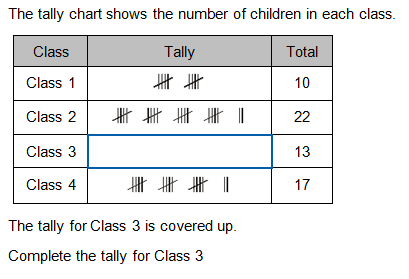 The tally chart shows the number of children in each class.
Class Tally Total
Class 1 10
Class 2 22
Class 3 13
Class 4 17
The tally for Class 3 is covered up.
Complete the tally for Class 3